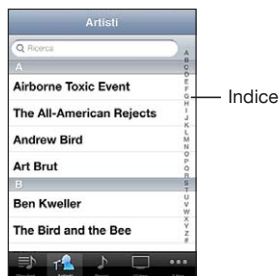 Artisti
Ricerca
A
Airborne Toxic Event
The All-American Rejects
Andrew Bird
Art Brut
B
Ben Kweller
The Bird and the Bee
A
B
C
D
E
F
G
H
I
J
K
L
M
N
O
P
Q
R
S
T
U
V
W
X
Y
Z
#
Indice
Artisti